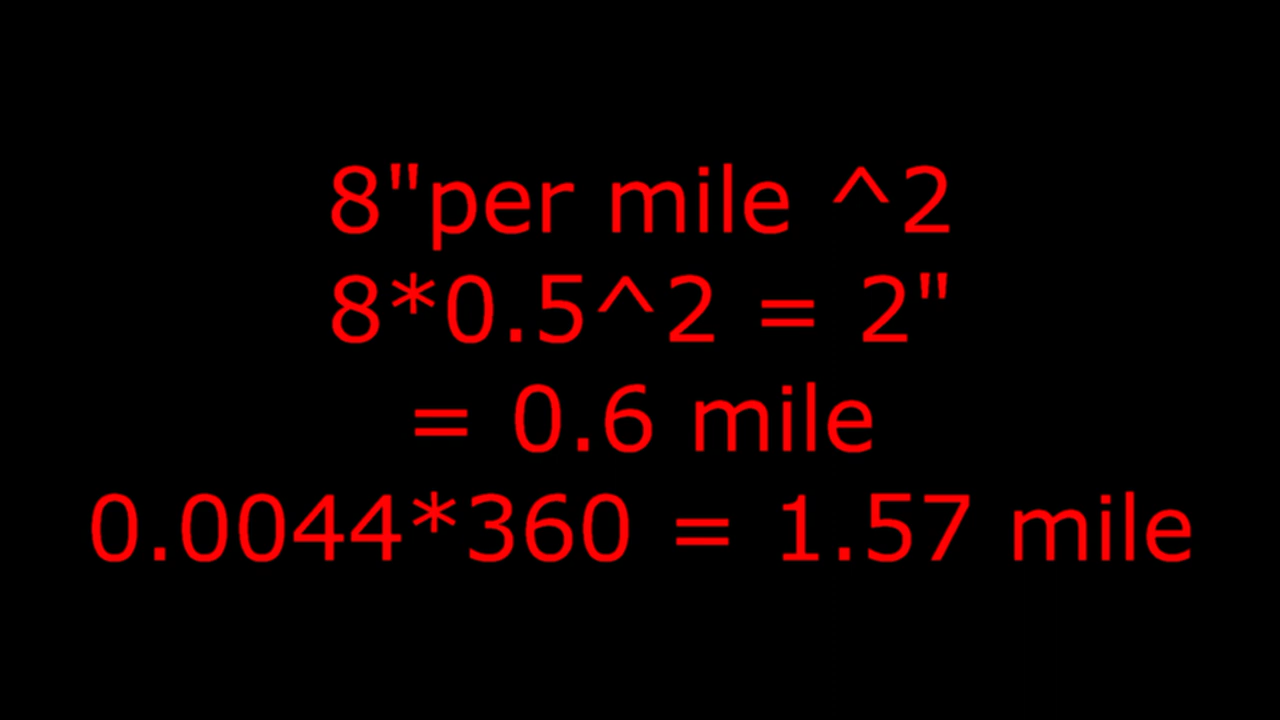 8"per mile ^2
8*0.5^2 = 2"
= 0.6 mile
0.0044*360 = 1.57 mile